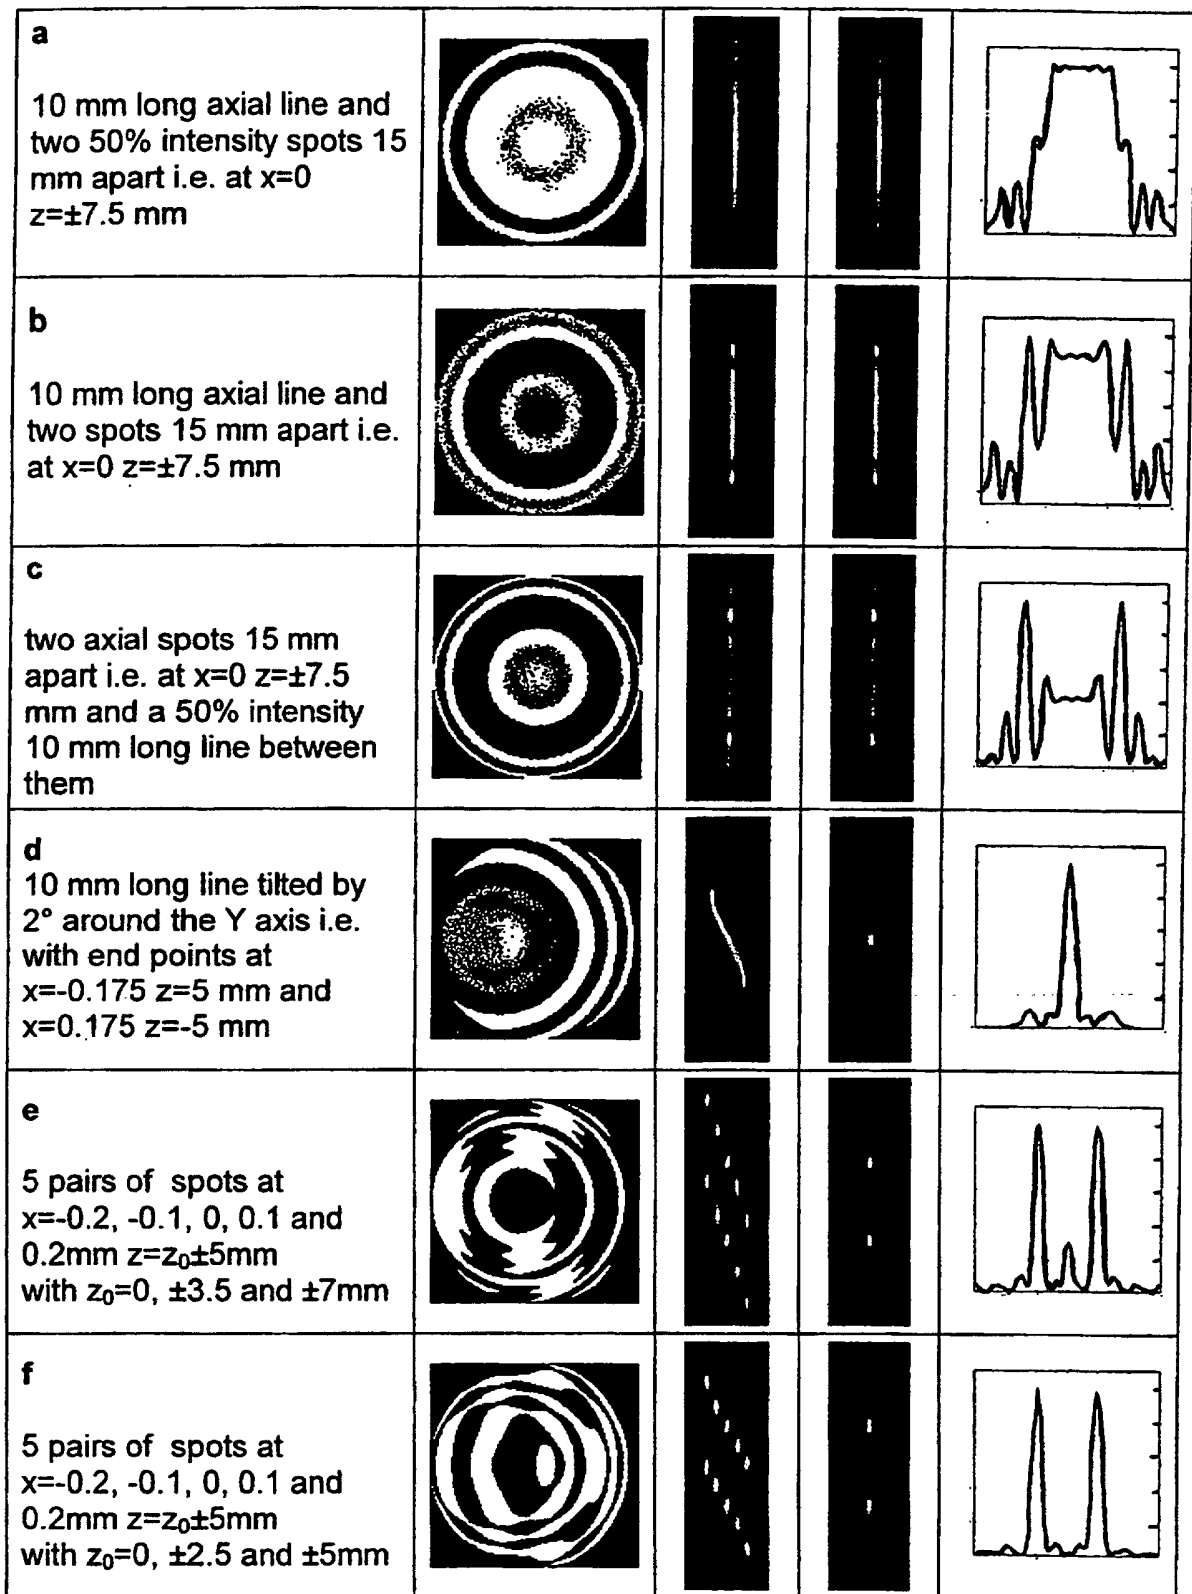 a
10 mm long axial line and
two 50% intensity spots 15
mm apart i.e. at x=0
z=±7.5 mm
b
10 mm long axial line and
two spots 15 mm apart i.e.
at x=0 z=±7.5 mm
c
two axial spots 15 mm
apart i.e. at x=0 z=±7.5
mm and a 50% intensity
10 mm long line between
them
d
10 mm long line tilted by
2° around the Y axis i.e.
with end points at
x=-0.175 z=5 mm and
x=0.175 z=-5 mm
e
5 pairs of spots at
x=-0.2, -0.1, 0, 0.1 and
0.2mm z=z₀±5mm
with z₀=0, ±3.5 and ±7mm
f
5 pairs of spots at
x=-0.2, -0.1, 0, 0.1 and
0.2mm z=z₀±5mm
with z₀=0, ±2.5 and ±5mm